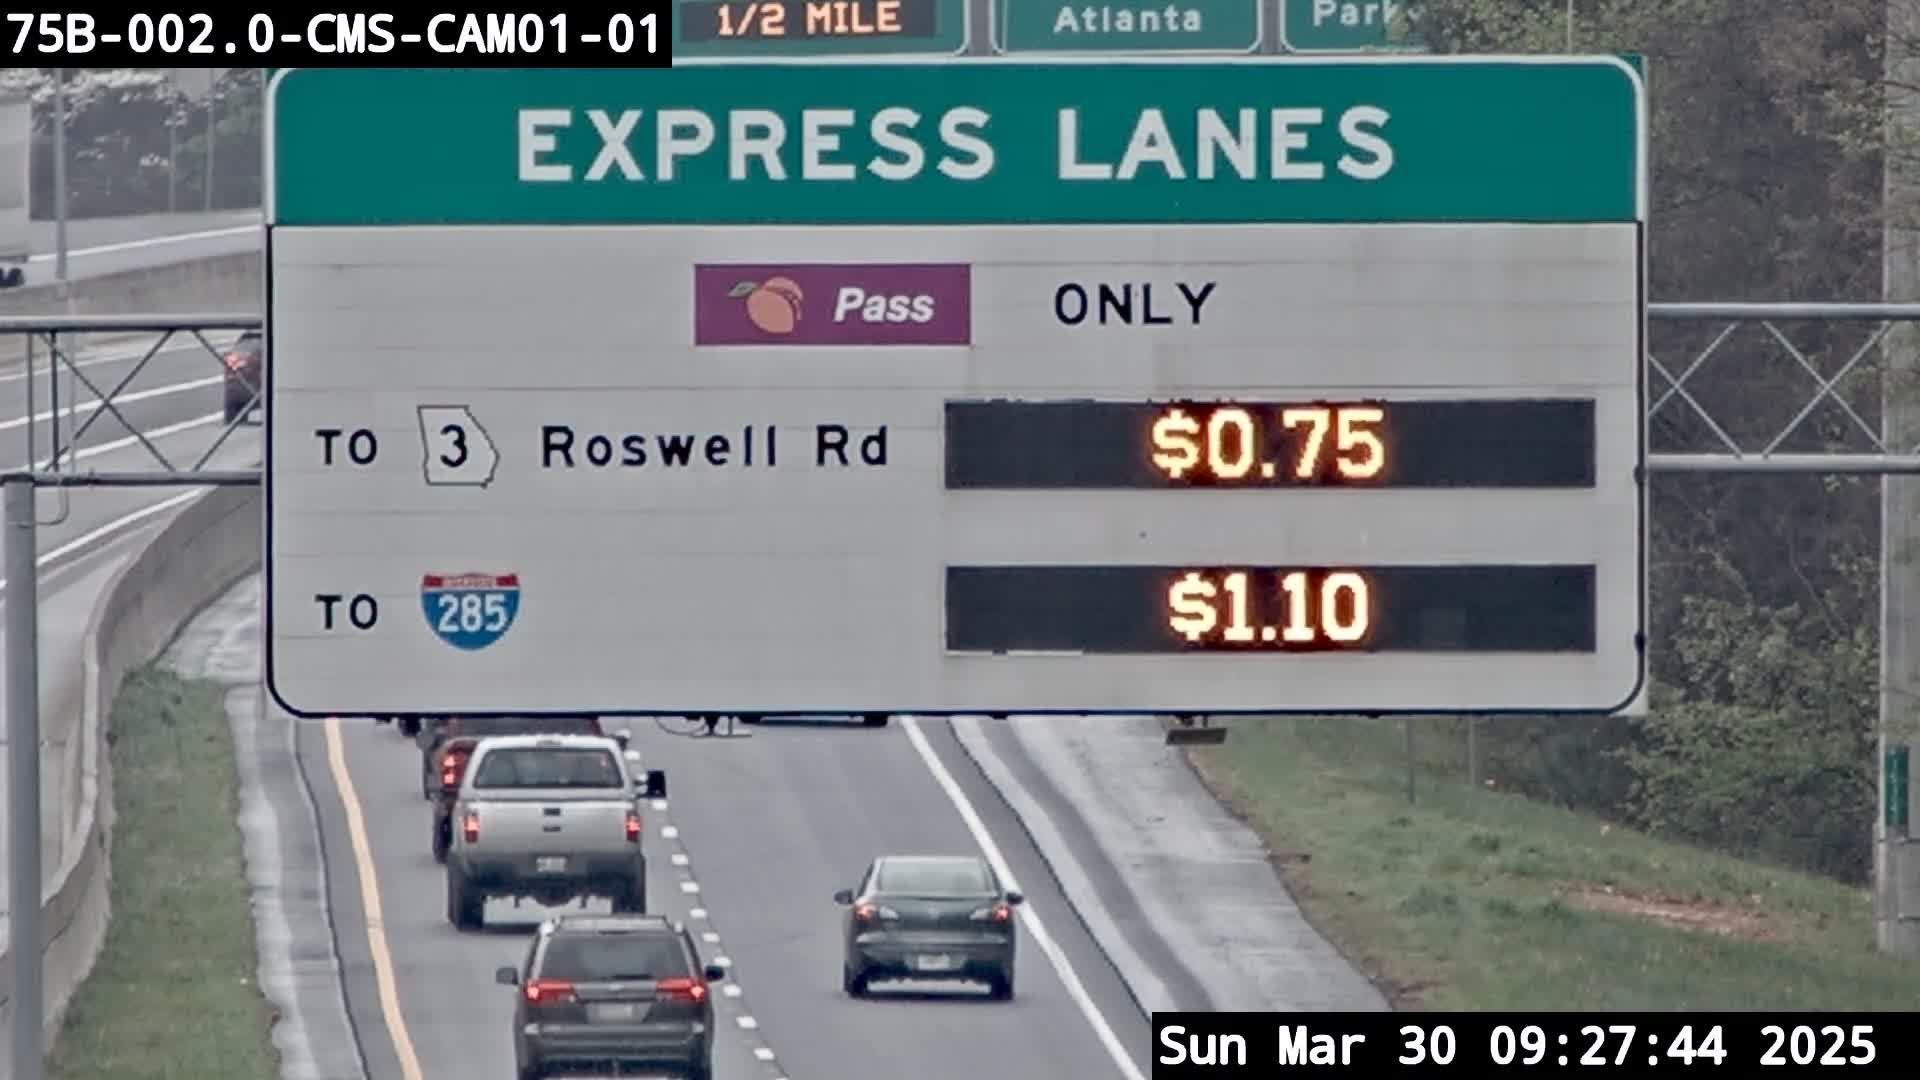 75B-002.0-CMS-CAM01-01
1/2 MILE
Atlanta
EXPRESS LANES
Pass ONLY
TO 3 Roswell Rd $0.75
TO 285 $1.10
Sun Mar 30 09:27:44 2025